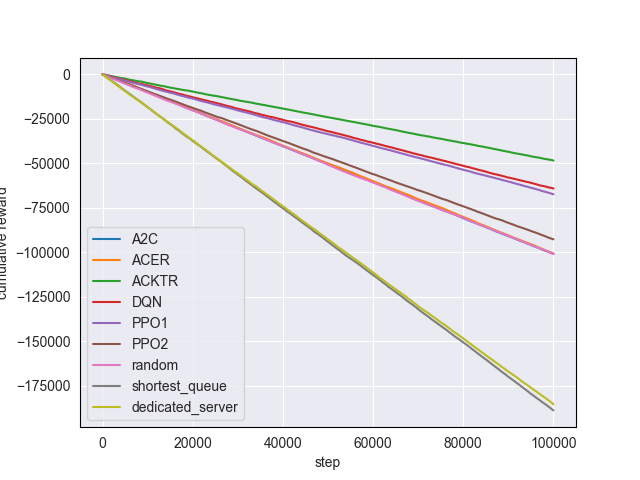 0
−25000
−50000
−75000
−100000
−125000
−150000
−175000
cumulative reward
A2C
ACER
ACKTR
DQN
PPO1
PPO2
random
shortest_queue
dedicated_server
0 20000 40000 60000 80000 100000
step